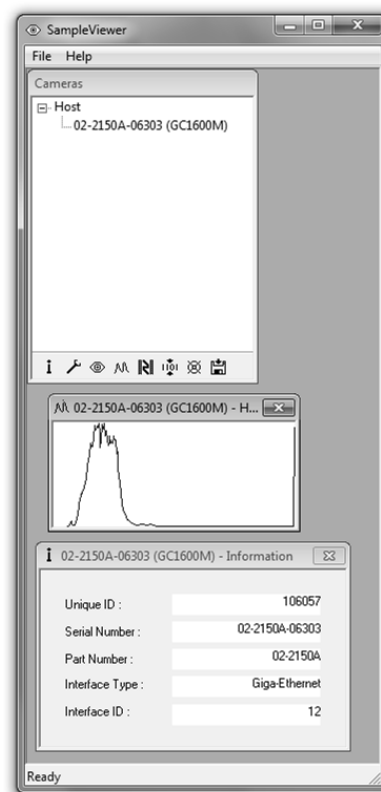 SampleViewer
File Help
Cameras
Host
02-2150A-06303 (GC1600M)
02-2150A-06303 (GC1600M) - H...
02-2150A-06303 (GC1600M) - Information
Unique ID : 106057
Serial Number : 02-2150A-06303
Part Number : 02-2150A
Interface Type : Giga-Ethernet
Interface ID : 12
Ready